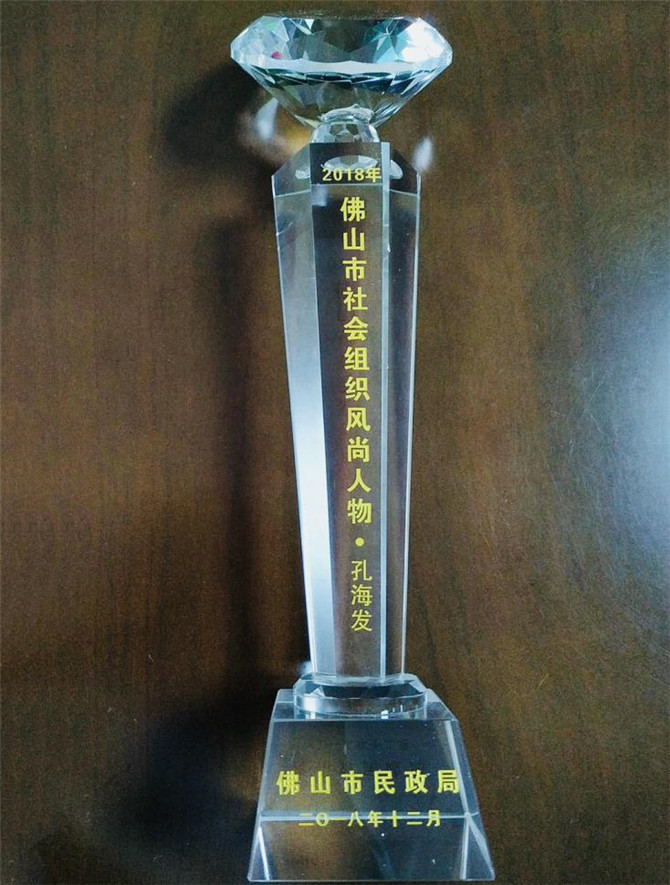 2018年
佛山市社会组织风尚人物·孔海发
佛山市民政局
二〇一八年十二月